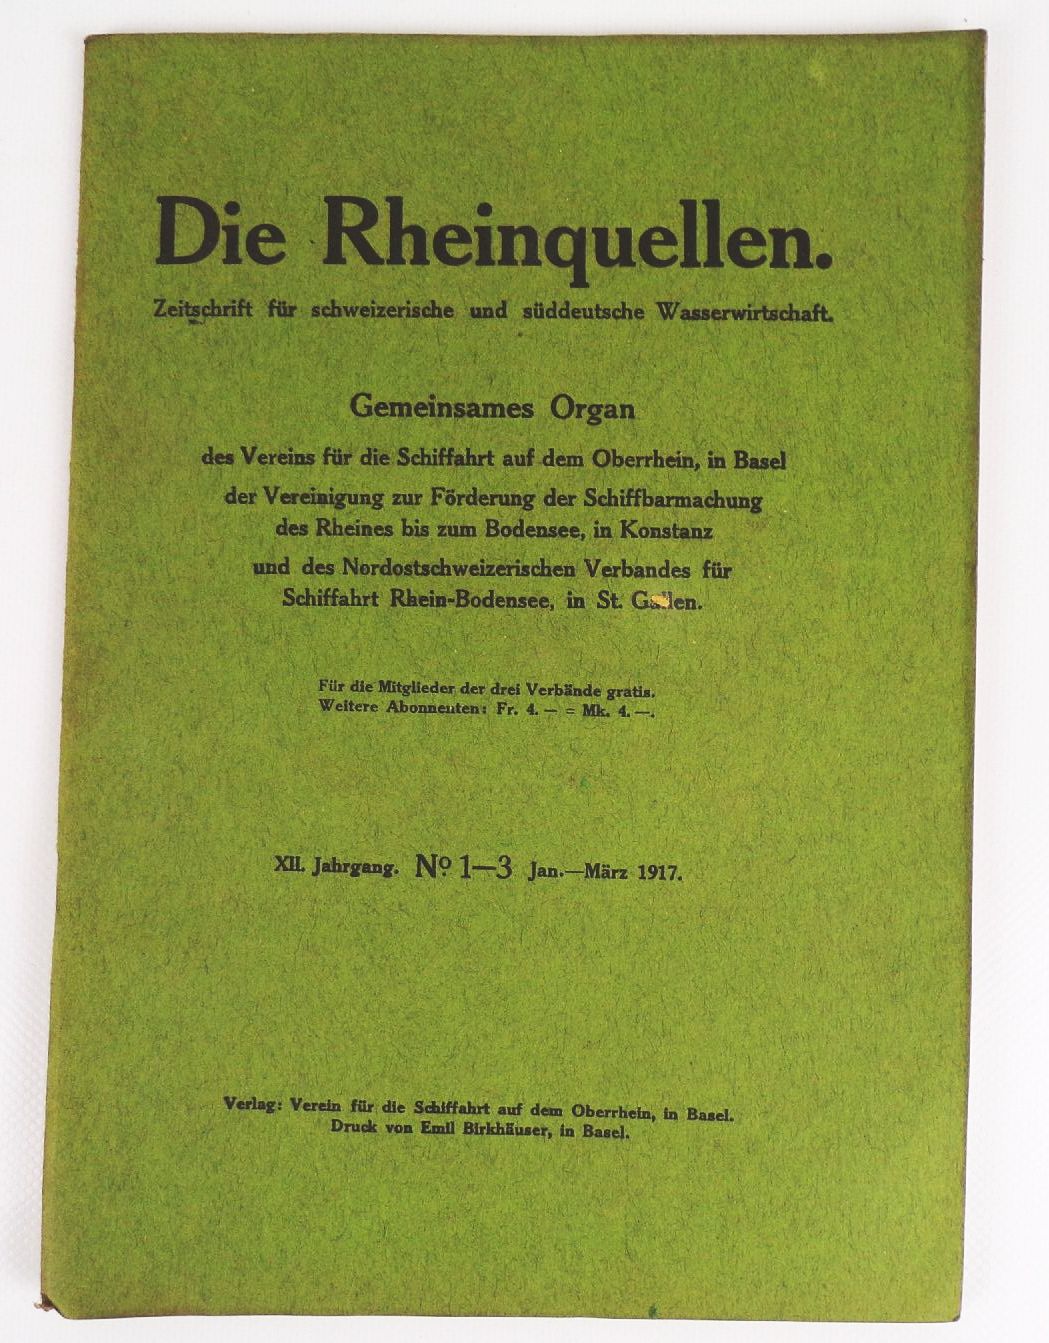 Die Rheinquellen.
Zeitschrift für schweizerische und süddeutsche Wasserwirtschaft.
Gemeinsames Organ
des Vereins für die Schiffahrt auf dem Oberrhein, in Basel
der Vereinigung zur Förderung der Schiffbarmachung
des Rheines bis zum Bodensee, in Konstanz
und des Nordostschweizerischen Verbandes für
Schiffahrt Rhein-Bodensee, in St. Gallen.
Für die Mitglieder der drei Verbände gratis.
Weitere Abonnenten: Fr. 4. — = Mk. 4. —.
XII. Jahrgang. No. 1—3 Jan.—März 1917.
Verlag: Verein für die Schiffahrt auf dem Oberrhein, in Basel.
Druck von Emil Birkhäuser, in Basel.